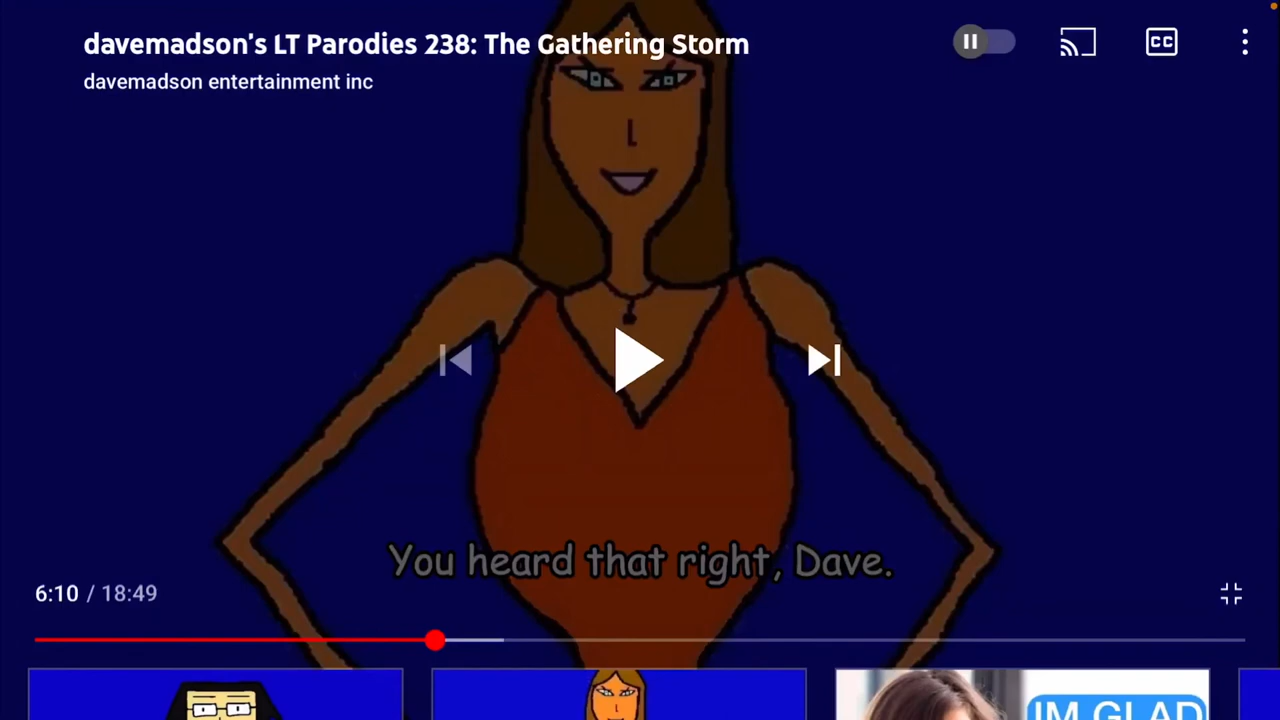 davemadson's LT Parodies 238: The Gathering Storm
davemadson entertainment inc
CC
You heard that right, Dave.
6:10 / 18:49
IM GLAD